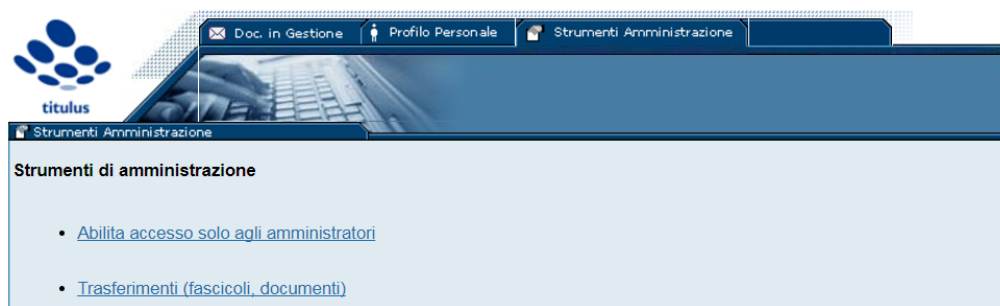 Doc. in Gestione Profilo Personale Strumenti Amministrazione
titulus
Strumenti Amministrazione
Strumenti di amministrazione
Abilita accesso solo agli amministratori
Trasferimenti (fascicoli, documenti)